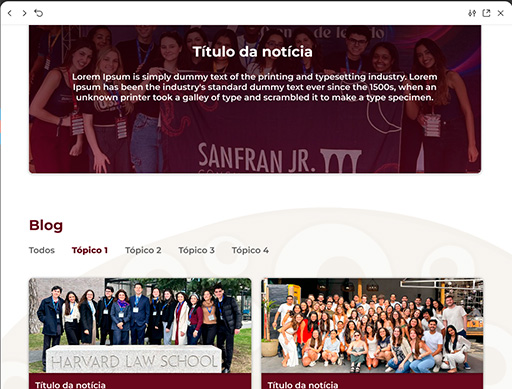 Título da notícia
Lorem Ipsum is simply dummy text of the printing and typesetting industry. Lorem
Ipsum has been the industry's standard dummy text ever since the 1500s, when an
unknown printer took a galley of type and scrambled it to make a type specimen.
SANFRAN JR.
Blog
Todos Tópico 1 Tópico 2 Tópico 3 Tópico 4
HARVARD LAW SCHOOL
Título da notícia Título da notícia